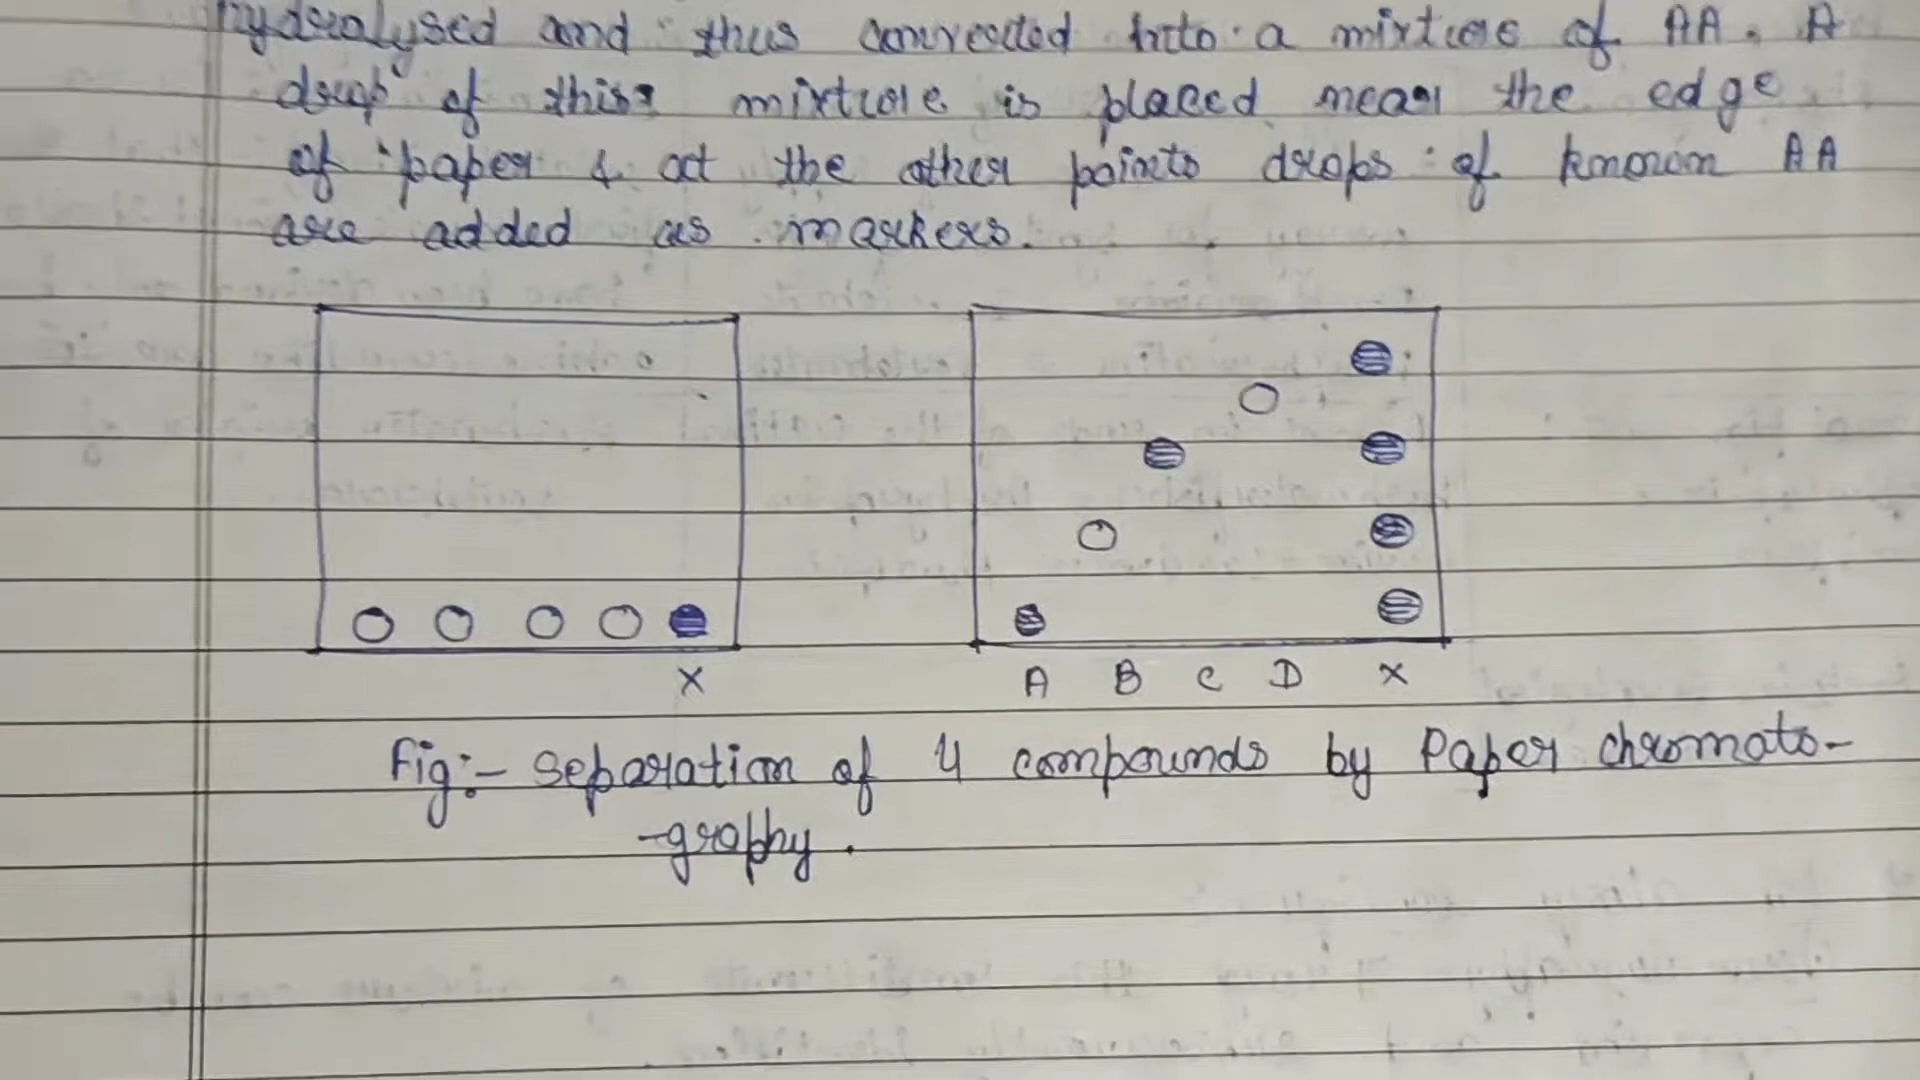 hydrolysed and thus converted into a mixture of AA. A
drop of this mixture is placed near the edge
of paper & at the other points drops of known AA
are added as markers.
X
A B C D X
Fig:- Separation of 4 compounds by Paper chromato-
-graphy.